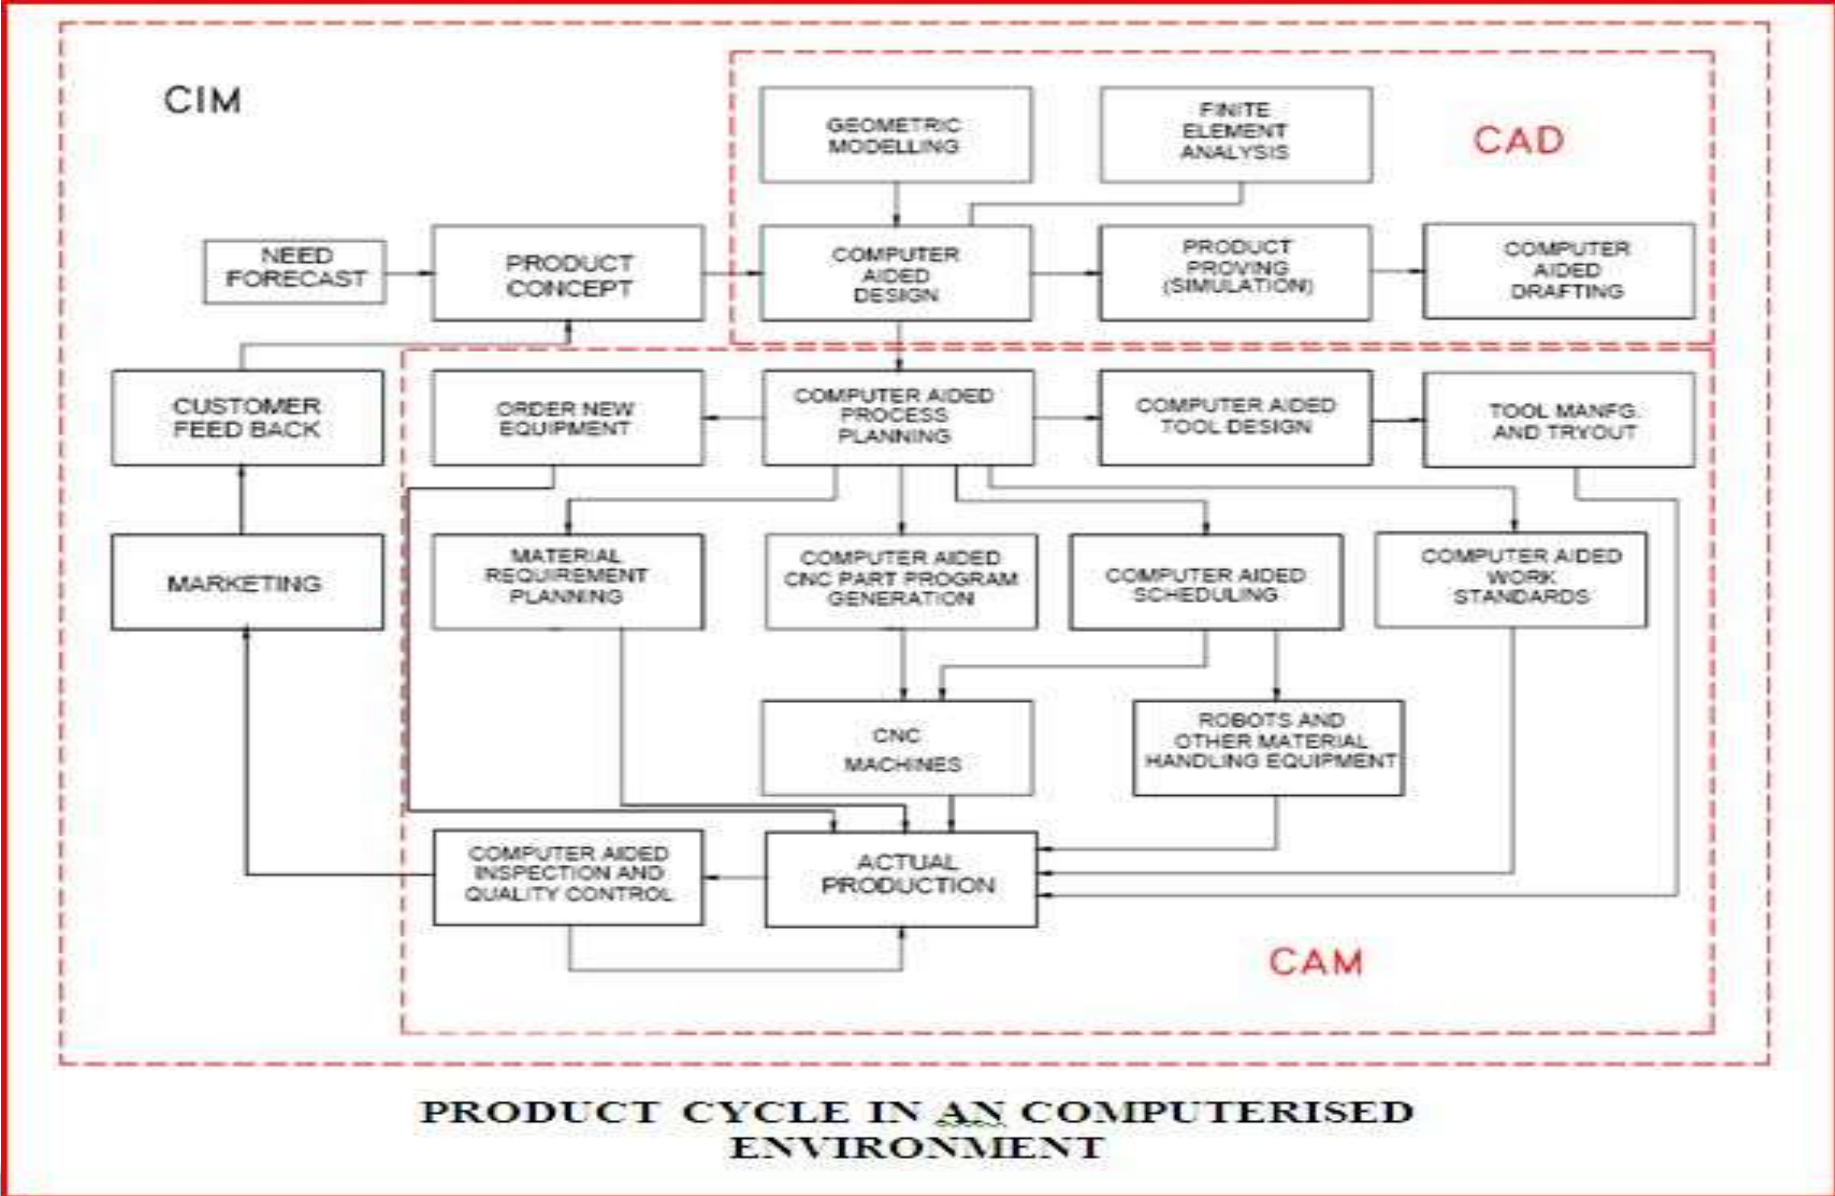 CIM
GEOMETRIC
MODELLING
FINITE
ELEMENT
ANALYSIS
CAD
NEED
FORECAST
PRODUCT
CONCEPT
COMPUTER
AIDED
DESIGN
PRODUCT
PROVING
(SIMULATION)
COMPUTER
AIDED
DRAFTING
CUSTOMER
FEED BACK
ORDER NEW
EQUIPMENT
COMPUTER AIDED
PROCESS
PLANNING
COMPUTER AIDED
TOOL DESIGN
TOOL MANFG.
AND TRYOUT
MARKETING
MATERIAL
REQUIREMENT
PLANNING
COMPUTER AIDED
CNC PART PROGRAM
GENERATION
COMPUTER AIDED
SCHEDULING
COMPUTER AIDED
WORK
STANDARDS
CNC
MACHINES
ROBOTS AND
OTHER MATERIAL
HANDLING EQUIPMENT
COMPUTER AIDED
INSPECTION AND
QUALITY CONTROL
ACTUAL
PRODUCTION
CAM
PRODUCT CYCLE IN AN COMPUTERISED
ENVIRONMENT